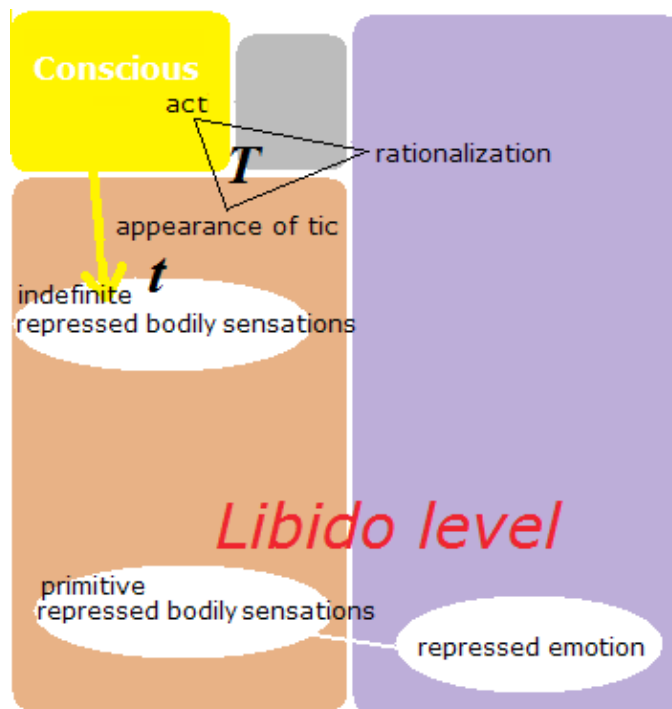 Conscious
act
T
rationalization
appearance of tic
t
indefinite
repressed bodily sensations
Libido level
primitive
repressed bodily sensations
repressed emotion